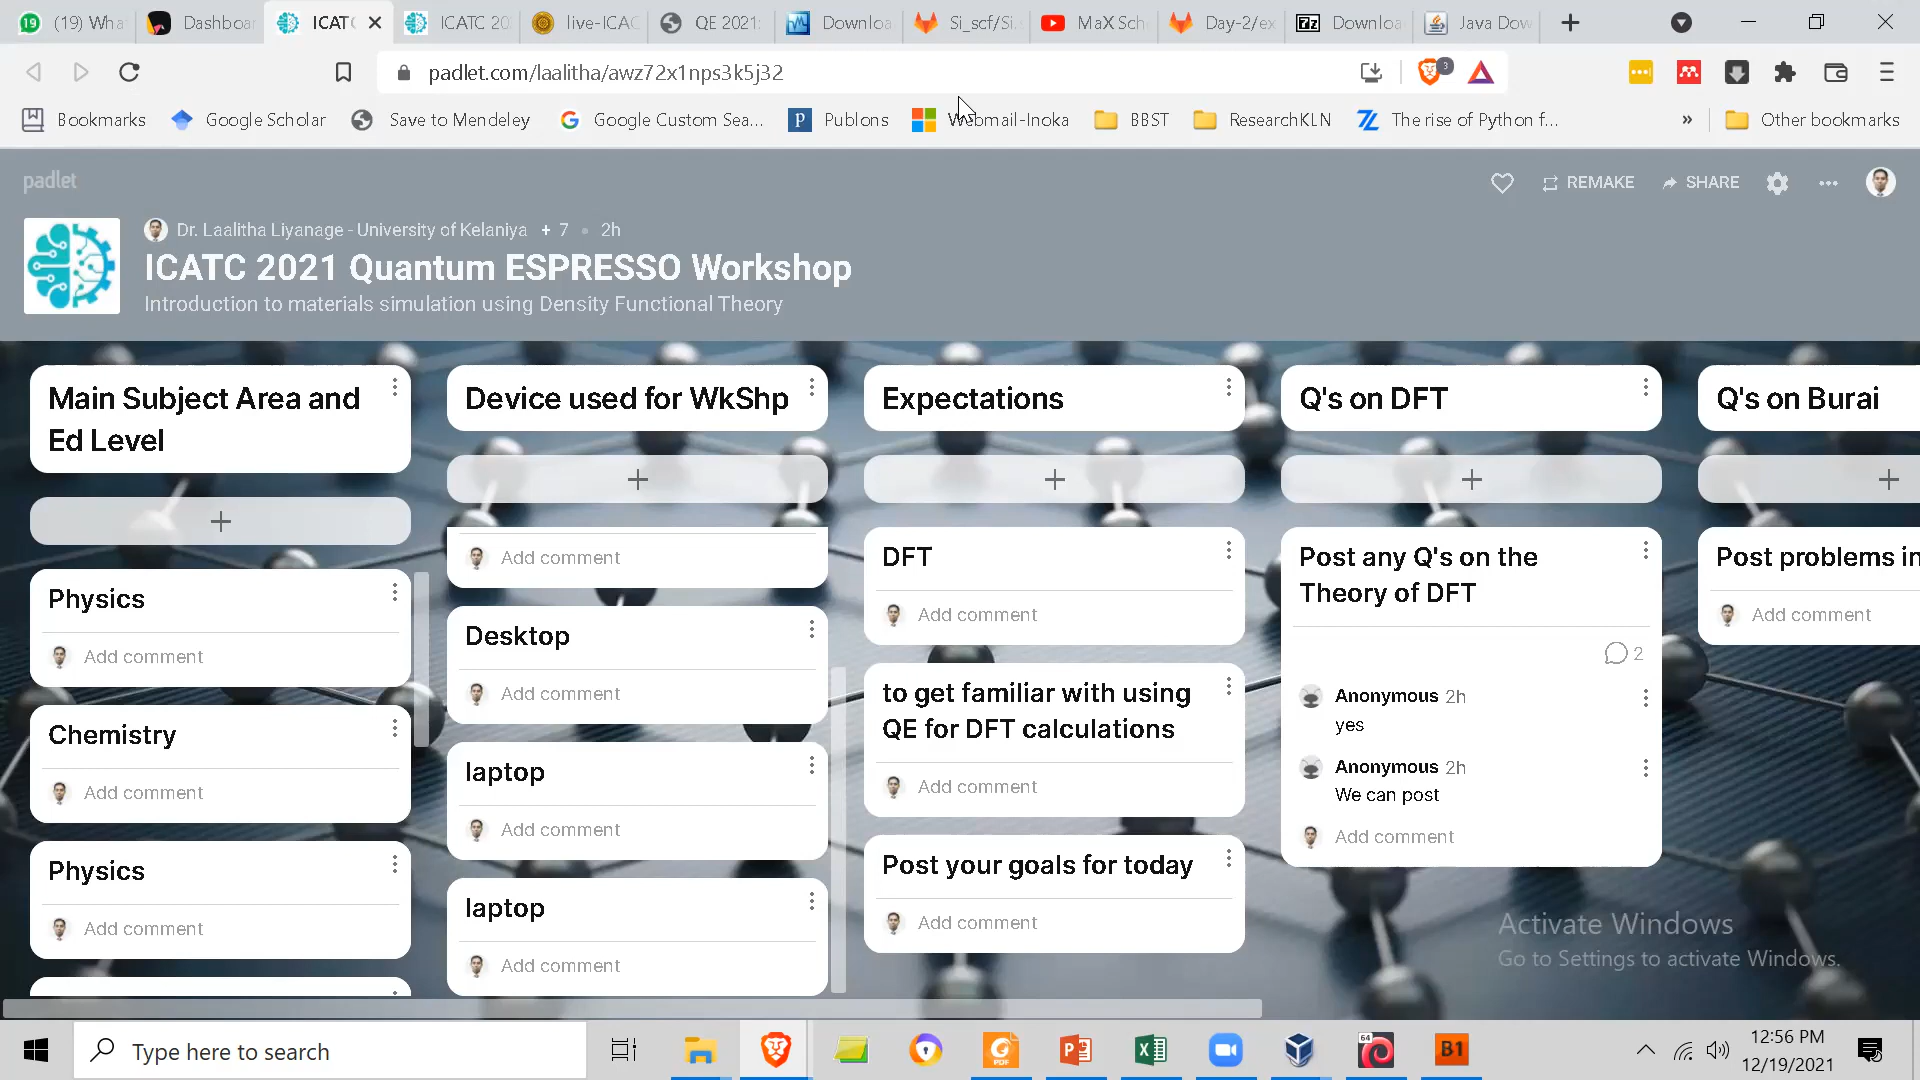 (19) Wha
Dashboa
ICATC
ICATC 20
live-ICAC
QE 2021:
Downloa
Si_scf/Si.s
MaX Sch
Day-2/ex
Downloa
Java Dow
padlet.com/laalitha/awz72x1nps3k5j32
3
Bookmarks
Google Scholar
Save to Mendeley
Google Custom Sea...
Publons
Webmail-Inoka
BBST
ResearchKLN
The rise of Python f...
»
Other bookmarks
padlet
REMAKE
SHARE
Dr. Laalitha Liyanage - University of Kelaniya + 7 • 2h
ICATC 2021 Quantum ESPRESSO Workshop
Introduction to materials simulation using Density Functional Theory
Main Subject Area and
Ed Level
Physics
Add comment
Chemistry
Add comment
Physics
Add comment
Device used for WkShp
Add comment
Desktop
Add comment
laptop
Add comment
laptop
Add comment
Expectations
DFT
Add comment
to get familiar with using
QE for DFT calculations
Add comment
Post your goals for today
Add comment
Q's on DFT
Post any Q's on the
Theory of DFT
2
Anonymous 2h
yes
Anonymous 2h
We can post
Add comment
Q's on Burai
Post problems in
Add comment
Activate Windows
Go to Settings to activate Windows.
Type here to search
PDF
64
B1
12:56 PM
12/19/2021